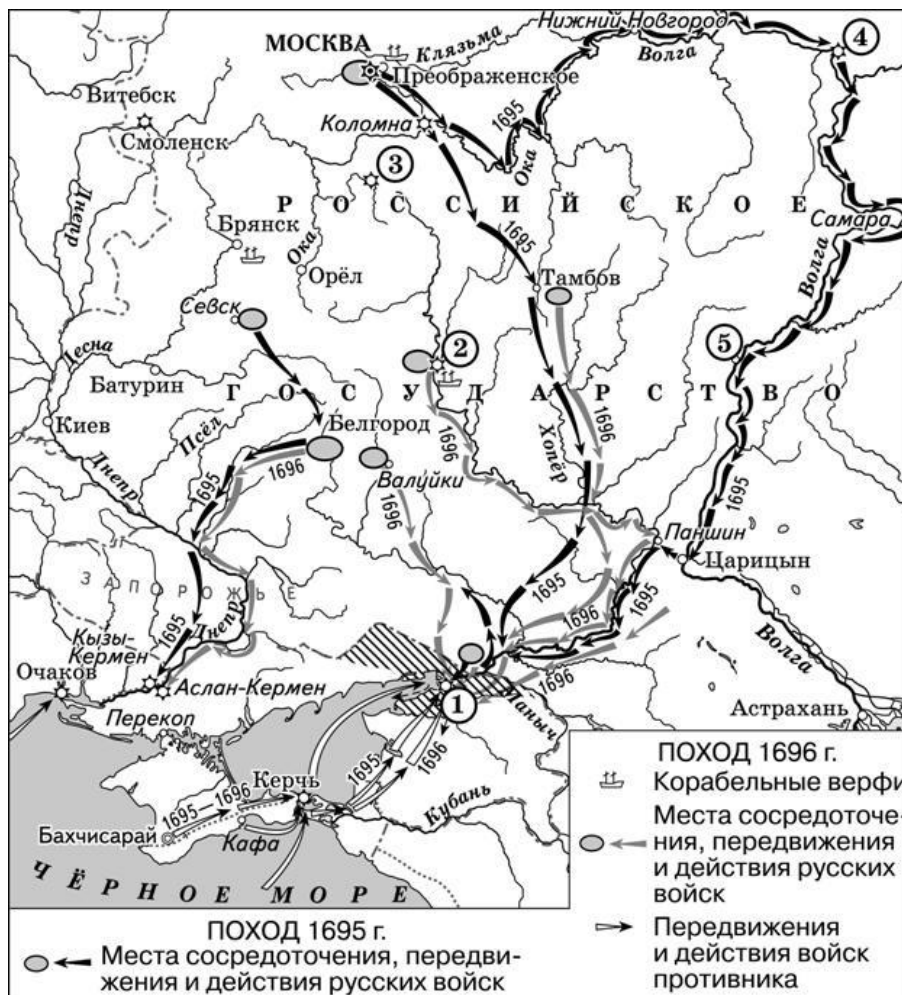 Нижний Новгород
4
МОСКВА
Клязьма
Волга
Преображенское
Витебск
Коломна
1695
Смоленск
Ока
3
Днепр
РОССИЙСКОЕ
Самара
Брянск
Ока
1695
Волга
Орёл
Тамбов
Севск
2
5
Десна
Батурин
ГОСУДАРСТВО
Киев
Псёл
Белгород
1696
1696
Хопёр
Днепр
1695
1696
Валуйки
1696
1695
Паншин
Царицын
ЗАПОРОЖЬЕ
1695
1696
1695
Волга
Днепр
1695
Кызы-
Кермен
Очаков
Аслан-Кермен
1696
1
Маныч
Астрахань
Перекоп
1695
1696
Керчь
1695—1696
Кубань
Бахчисарай
Кафа
ЧЁРНОЕ МОРЕ
ПОХОД 1696 г.
Корабельные верфи
Места сосредоточе-
ния, передвижения
и действия русских
войск
Передвижения
и действия войск
противника
ПОХОД 1695 г.
Места сосредоточения, передви-
жения и действия русских войск